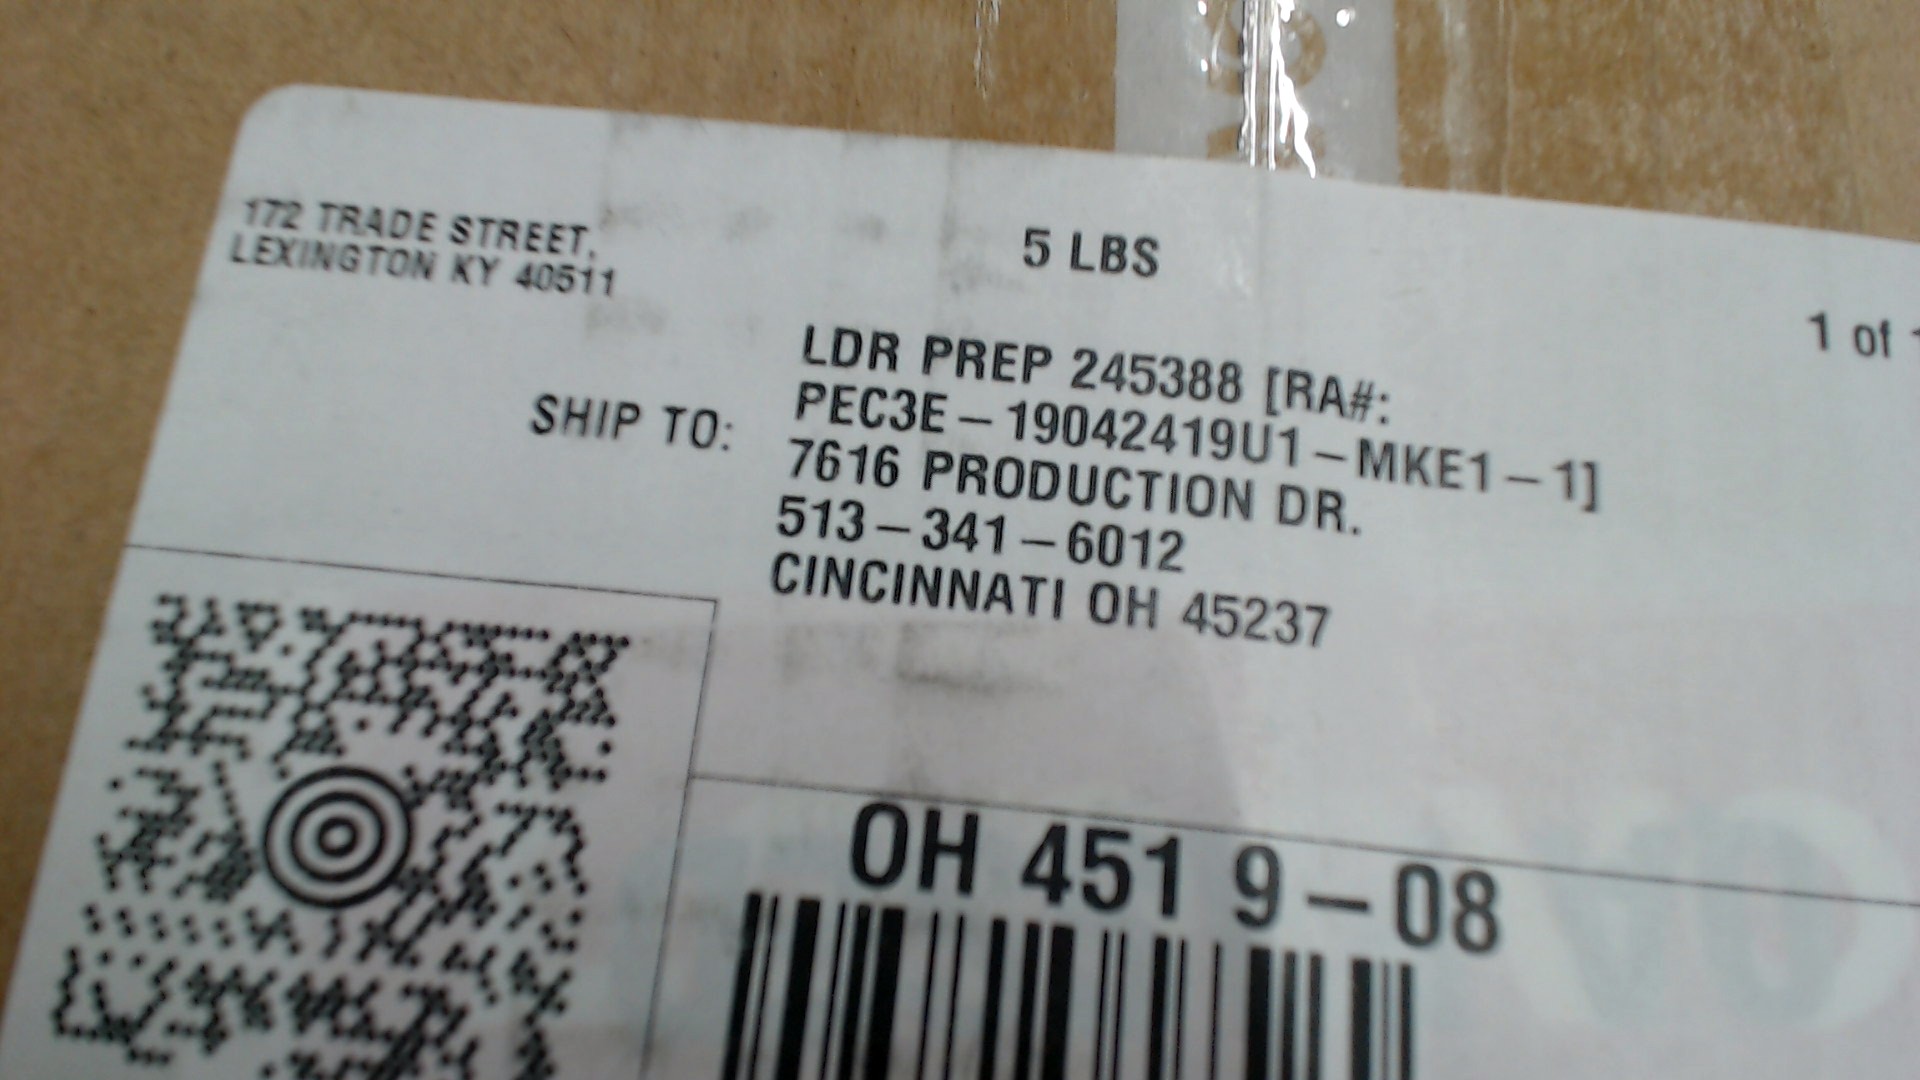 172 TRADE STREET,
LEXINGTON KY 40511
5 LBS
1 of
SHIP TO:
LDR PREP 245388 [RA#:
PEC3E-19042419U1-MKE1-1]
7616 PRODUCTION DR.
513-341-6012
CINCINNATI OH 45237
OH 451 9-08